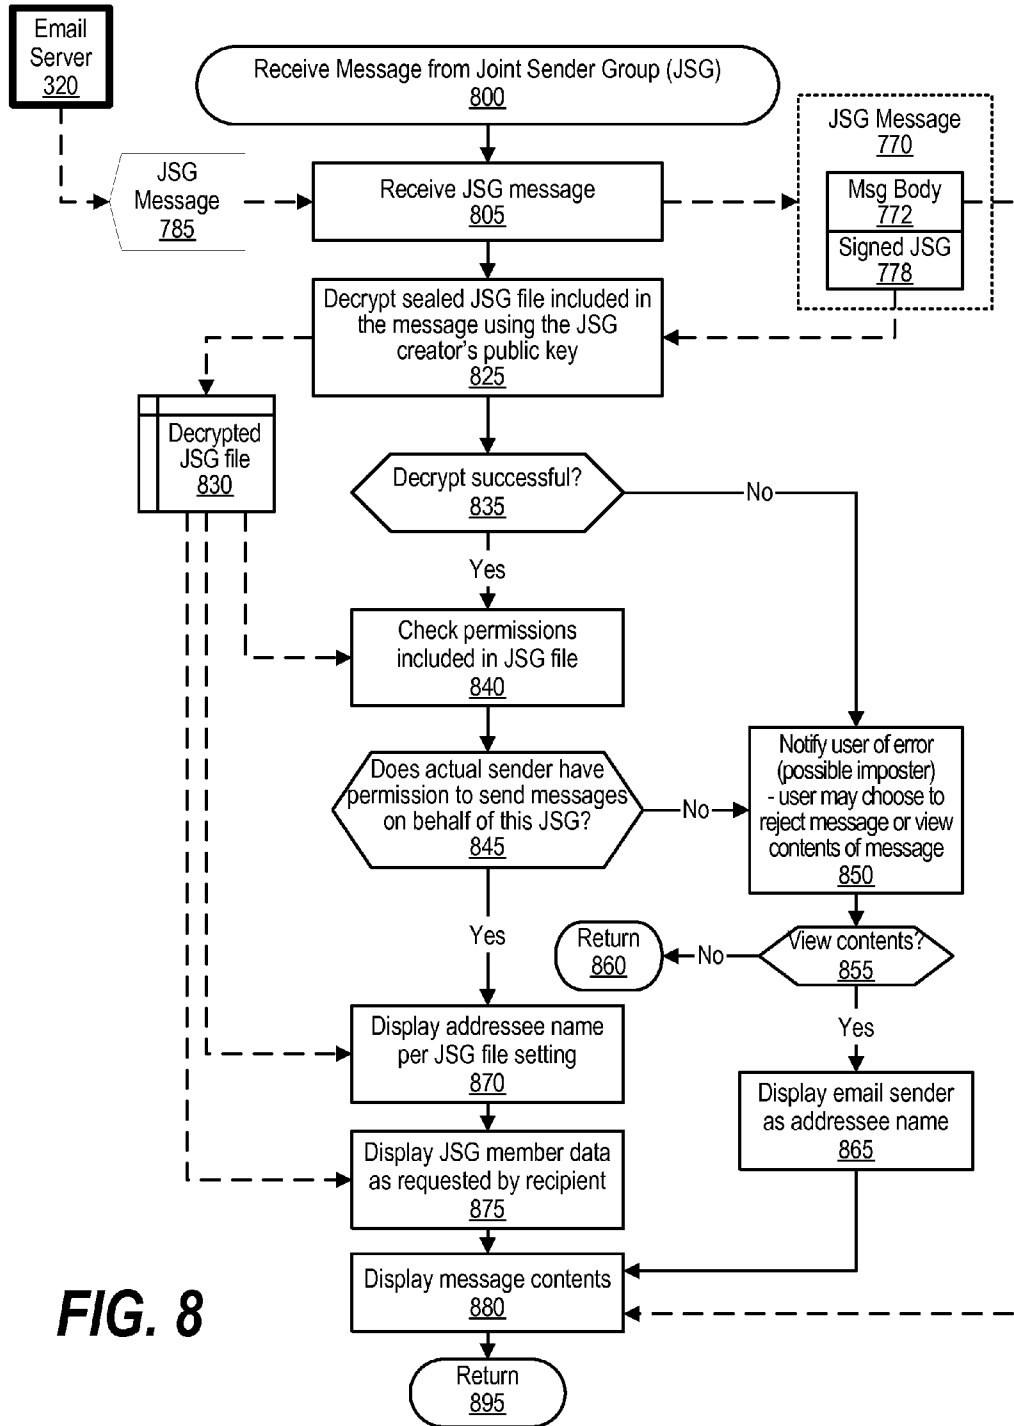 Email
Server
320
Receive Message from Joint Sender Group (JSG)
800
JSG
Message
785
Receive JSG message
805
JSG Message
770
Msg Body
772
Signed JSG
778
Decrypt sealed JSG file included in
the message using the JSG
creator's public key
825
Decrypted
JSG file
830
Decrypt successful?
835
No
Yes
Check permissions
included in JSG file
840
Does actual sender have
permission to send messages
on behalf of this JSG?
845
No
Notify user of error
(possible imposter)
- user may choose to
reject message or view
contents of message
850
Yes
Return
860
No
View contents?
855
Yes
Display addressee name
per JSG file setting
870
Display email sender
as addressee name
865
Display JSG member data
as requested by recipient
875
Display message contents
880
FIG. 8
Return
895